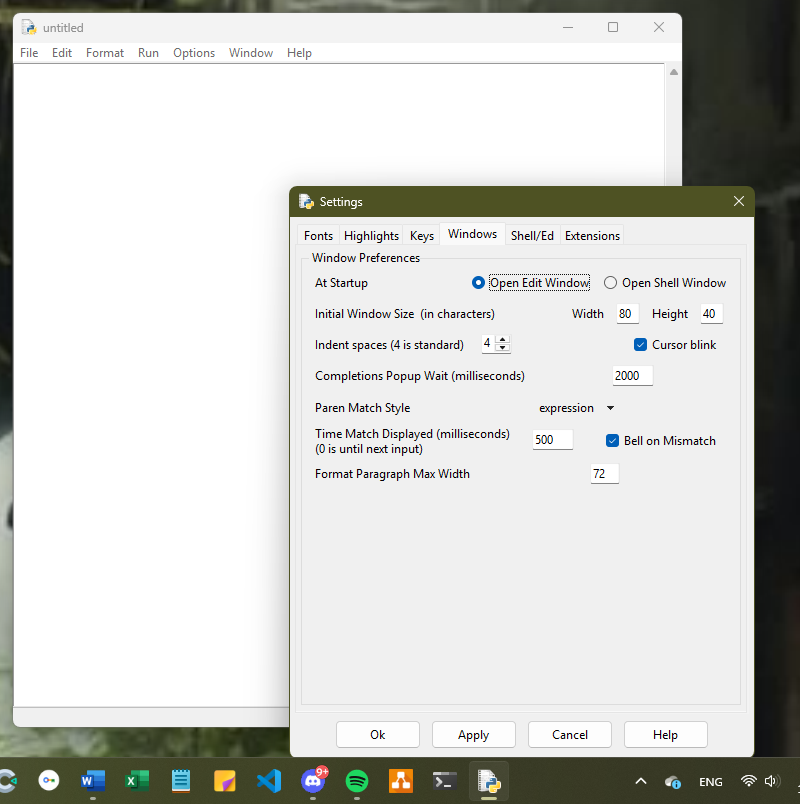 untitled
File Edit Format Run Options Window Help
Settings
Fonts Highlights Keys Windows Shell/Ed Extensions
Window Preferences
At Startup Open Edit Window Open Shell Window
Initial Window Size (in characters) Width 80 Height 40
Indent spaces (4 is standard) 4 Cursor blink
Completions Popup Wait (milliseconds) 2000
Paren Match Style expression
Time Match Displayed (milliseconds)
(0 is until next input) 500 Bell on Mismatch
Format Paragraph Max Width 72
Ok Apply Cancel Help
9+
ENG